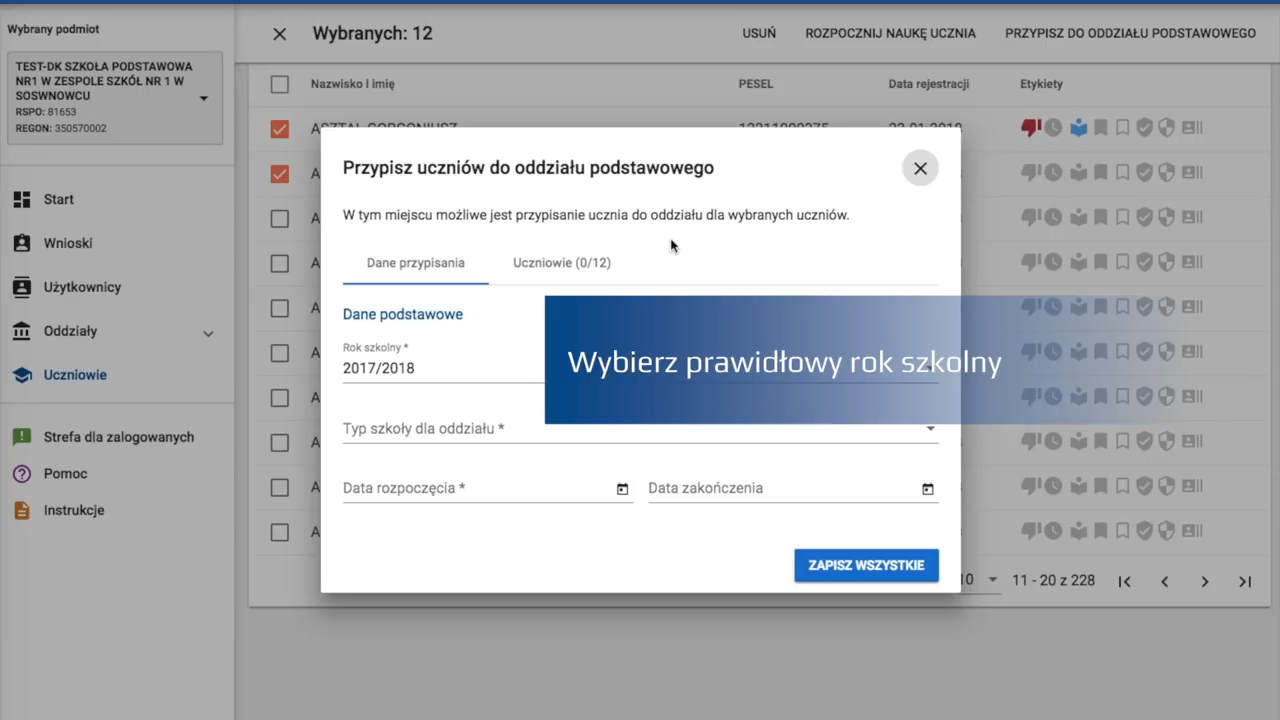 Wybrany podmiot
TEST-DK SZKOŁA PODSTAWOWA
NR1 W ZESPOLE SZKÓŁ NR 1 W
SOSWNOWCU
RSPO: 81653
REGON: 350570002
Start
Wnioski
Użytkownicy
Oddziały
Uczniowie
Strefa dla zalogowanych
Pomoc
Instrukcje
Wybranych: 12
USUŃ
ROZPOCZNIJ NAUKĘ UCZNIA
PRZYPISZ DO ODDZIAŁU PODSTAWOWEGO
Nazwisko i imię
PESEL
Data rejestracji
Etykiety
Przypisz uczniów do oddziału podstawowego
W tym miejscu możliwe jest przypisanie ucznia do oddziału dla wybranych uczniów.
Dane przypisania
Uczniowie (0/12)
Dane podstawowe
Rok szkolny *
2017/2018
Wybierz prawidłowy rok szkolny
Typ szkoły dla oddziału *
Data rozpoczęcia *
Data zakończenia
ZAPISZ WSZYSTKIE
11 - 20 z 228